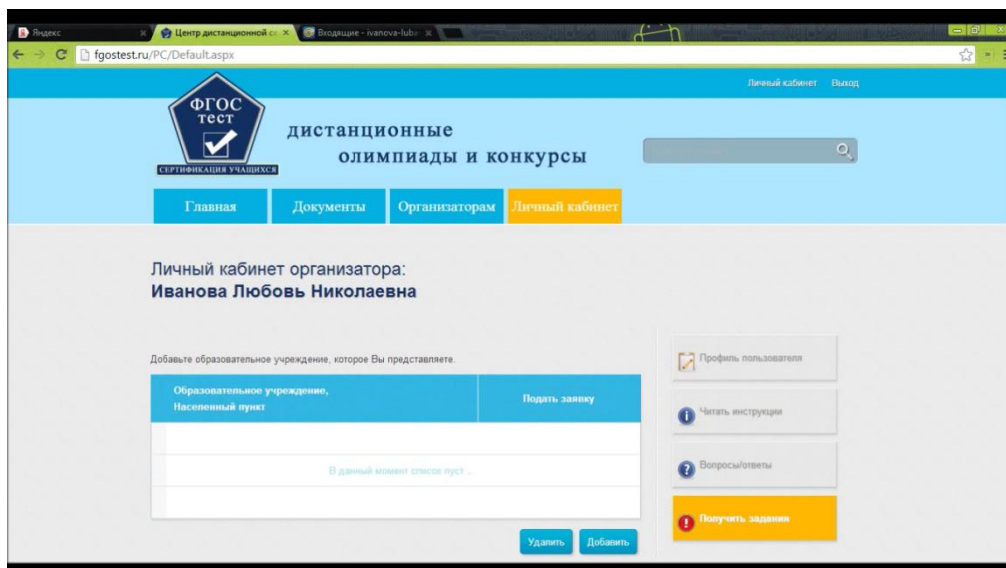 Яндекс
Центр дистанционной се
Входящие - ivanova-luba
fgostest.ru/PC/Default.aspx
Личный кабинет Выход
ФГОС
тест
СЕРТИФИКАЦИЯ УЧАЩИХСЯ
дистанционные
олимпиады и конкурсы
Главная Документы Организаторам Личный кабинет
Личный кабинет организатора:
Иванова Любовь Николаевна
Добавьте образовательное учреждение, которое Вы представляете.
Образовательное учреждение,
Населенный пункт
Подать заявку
В данный момент список пуст ...
Удалить Добавить
Профиль пользователя
Читать инструкции
Вопросы/ответы
Получить задания